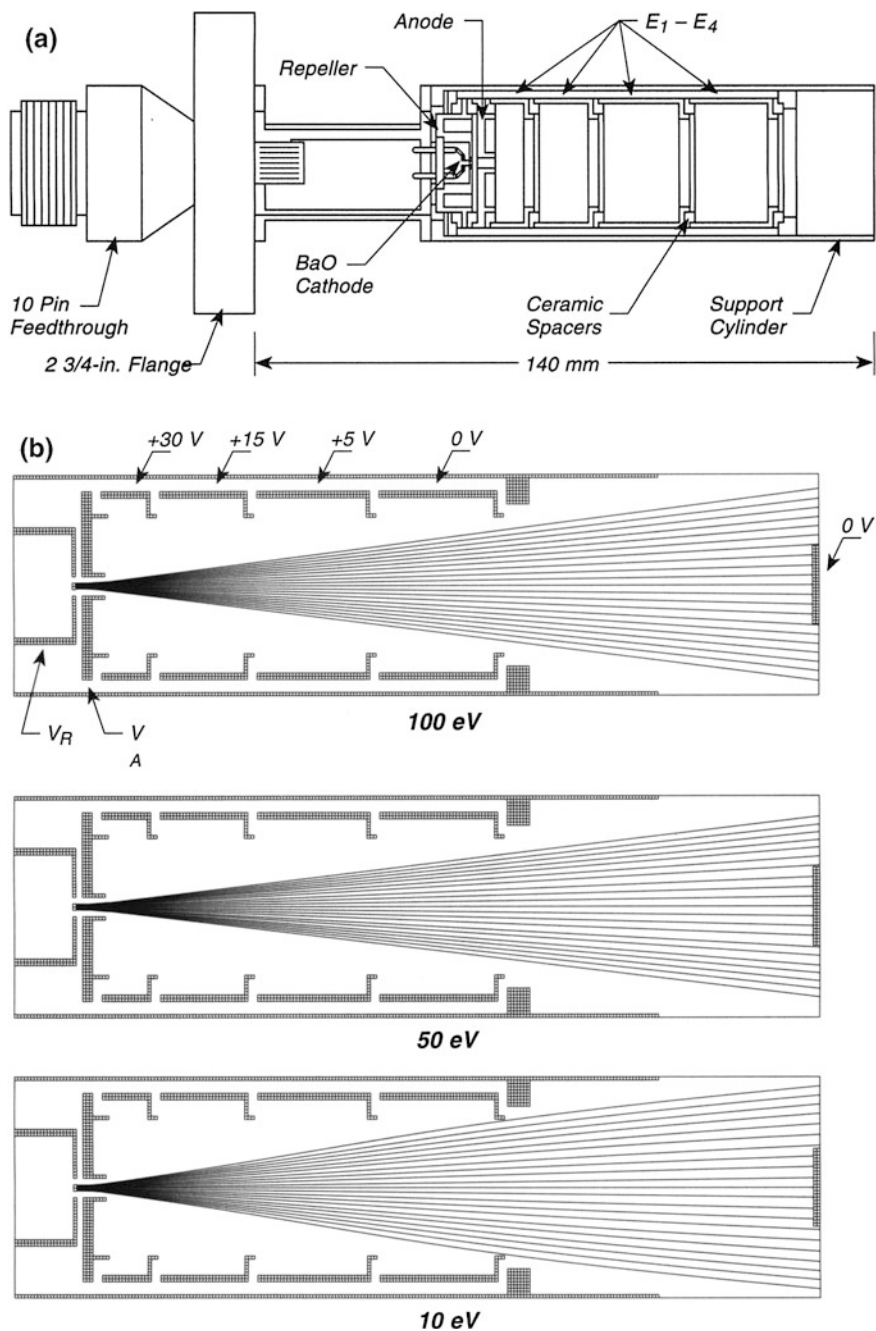 (a)
Anode
E1 – E4
Repeller
BaO
Cathode
10 Pin
Feedthrough
Ceramic
Spacers
Support
Cylinder
2 3/4-in. Flange
140 mm
(b)
+30 V
+15 V
+5 V
0 V
0 V
VR
V
A
100 eV
50 eV
10 eV